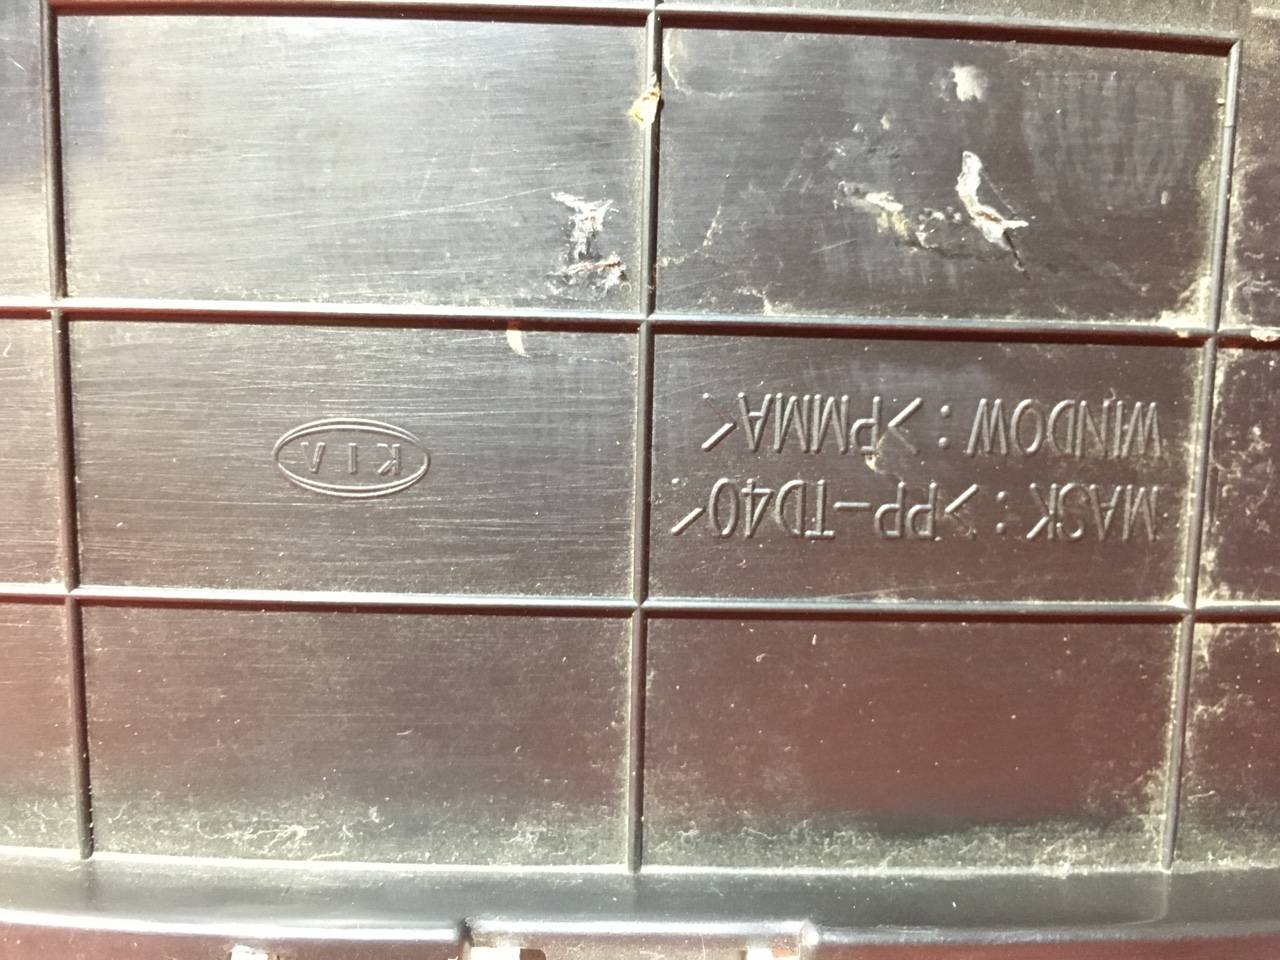 MASK : >PP-TD40<
WINDOW : >PMMA<
KIA